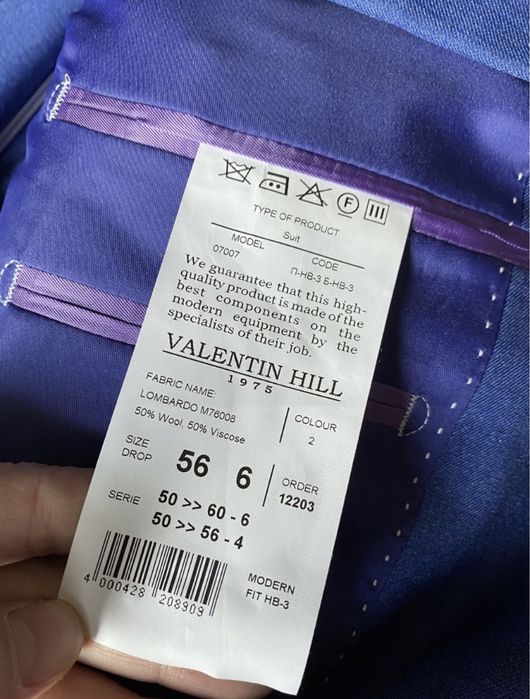 F
TYPE OF PRODUCT
Suit
MODEL CODE
07007 П-НВ-3 Б-НВ-3
We guarantee that this high-
quality product is made of the
best components on the
modern equipment by the
specialists of their job.
VALENTIN HILL
1975
FABRIC NAME:
LOMBARDO M76008
50% Wool, 50% Viscose
COLOUR
2
SIZE
DROP
56 6
ORDER
12203
SERIE
50 >> 60 - 6
50 >> 56 - 4
4 000428 208909
MODERN
FIT HB-3